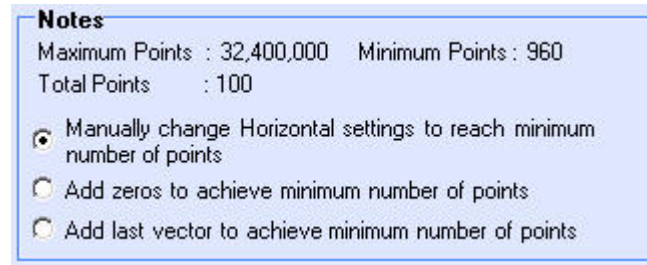 Notes
Maximum Points : 32,400,000 Minimum Points : 960
Total Points : 100
Manually change Horizontal settings to reach minimum
number of points
Add zeros to achieve minimum number of points
Add last vector to achieve minimum number of points